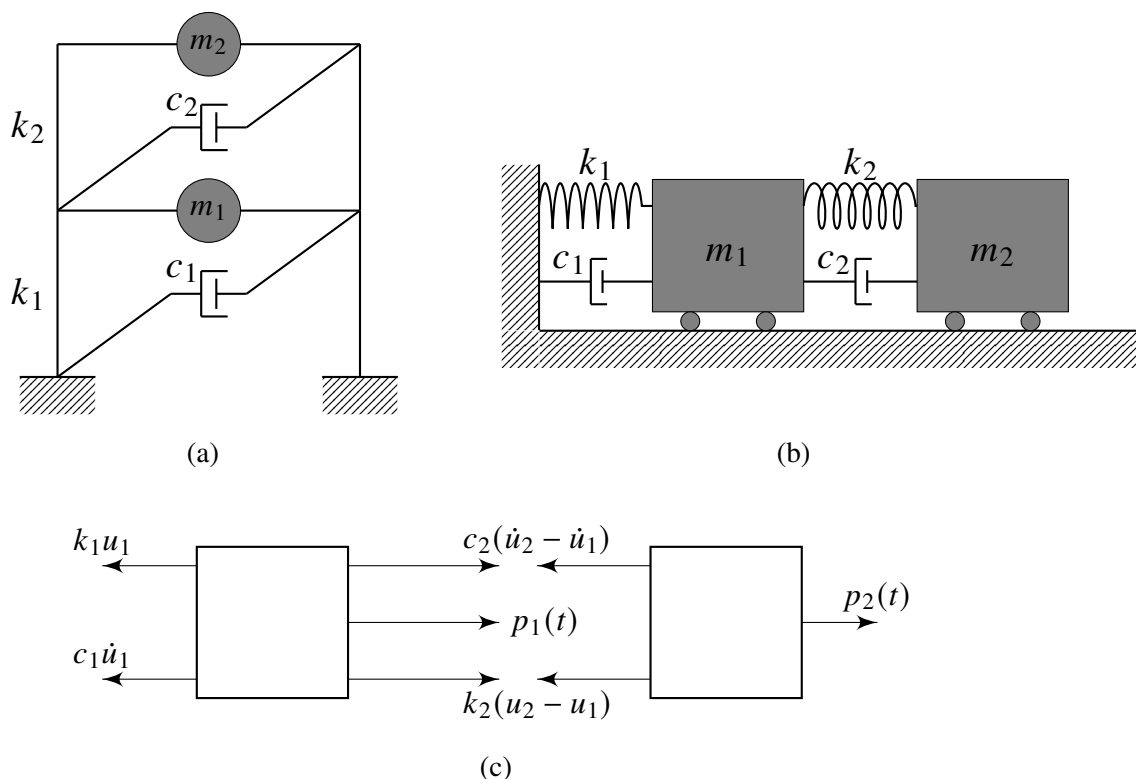 m₂
c₂
k₂
m₁
c₁
k₁
(a)
k₁
k₂
m₁
m₂
c₁
c₂
(b)
k₁u₁
c₂(u̇₂ − u̇₁)
p₂(t)
p₁(t)
c₁u̇₁
k₂(u₂ − u₁)
(c)